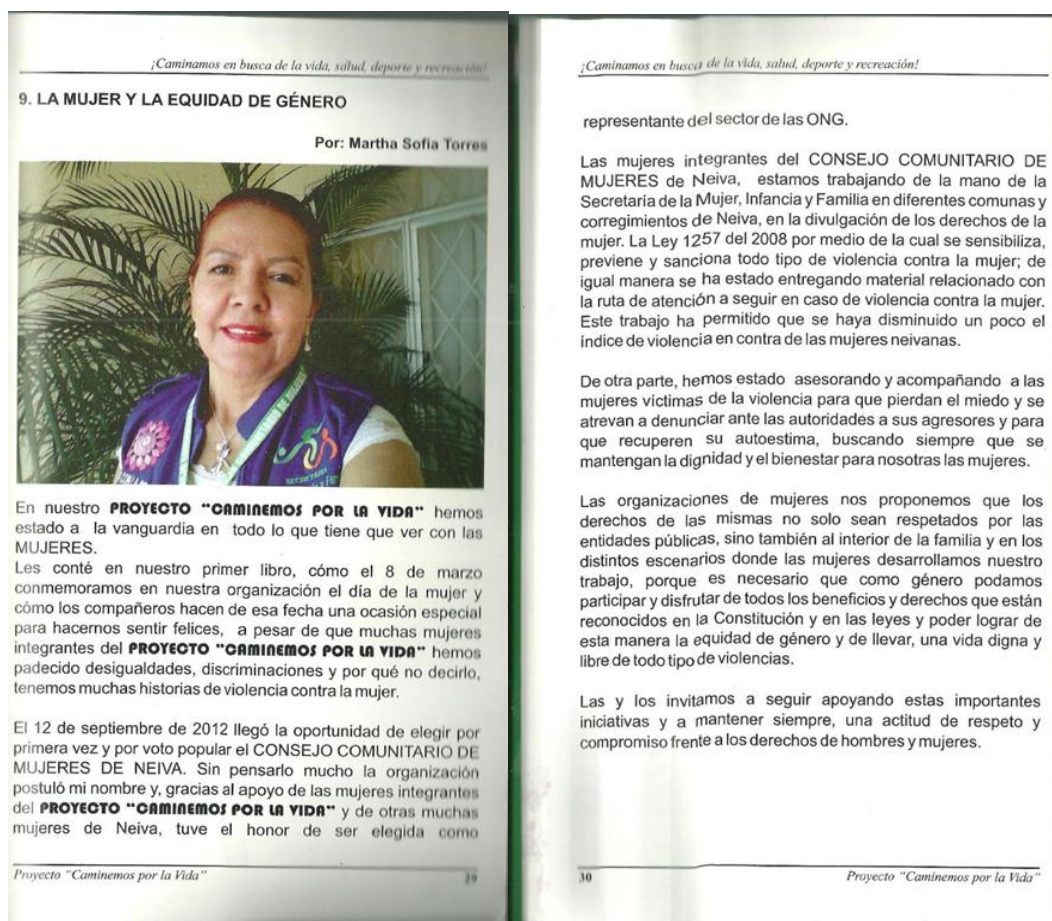 ¡Caminamos en busca de la vida, salud, deporte y recreación!
9. LA MUJER Y LA EQUIDAD DE GÉNERO
Por: Martha Sofía Torres
SECRETARIA
En nuestro PROYECTO "CAMINEMOS POR LA VIDA" hemos
estado a la vanguardia en todo lo que tiene que ver con las
MUJERES.
Les conté en nuestro primer libro, cómo el 8 de marzo
conmemoramos en nuestra organización el día de la mujer y
cómo los compañeros hacen de esa fecha una ocasión especial
para hacernos sentir felices, a pesar de que muchas mujeres
integrantes del PROYECTO "CAMINEMOS POR LA VIDA" hemos
padecido desigualdades, discriminaciones y por qué no decirlo,
tenemos muchas historias de violencia contra la mujer.
El 12 de septiembre de 2012 llegó la oportunidad de elegir por
primera vez y por voto popular el CONSEJO COMUNITARIO DE
MUJERES DE NEIVA. Sin pensarlo mucho la organización
postuló mi nombre y, gracias al apoyo de las mujeres integrantes
del PROYECTO "CAMINEMOS POR LA VIDA" y de otras muchas
mujeres de Neiva, tuve el honor de ser elegida como
Proyecto "Caminemos por la Vida"
29
¡Caminamos en busca de la vida, salud, deporte y recreación!
representante del sector de las ONG.
Las mujeres integrantes del CONSEJO COMUNITARIO DE
MUJERES de Neiva, estamos trabajando de la mano de la
Secretaria de la Mujer, Infancia y Familia en diferentes comunas y
corregimientos de Neiva, en la divulgación de los derechos de la
mujer. La Ley 1257 del 2008 por medio de la cual se sensibiliza,
previene y sanciona todo tipo de violencia contra la mujer; de
igual manera se ha estado entregando material relacionado con
la ruta de atención a seguir en caso de violencia contra la mujer.
Este trabajo ha permitido que se haya disminuido un poco el
índice de violencia en contra de las mujeres neivanas.
De otra parte, hemos estado asesorando y acompañando a las
mujeres víctimas de la violencia para que pierdan el miedo y se
atrevan a denunciar ante las autoridades a sus agresores y para
que recuperen su autoestima, buscando siempre que se
mantengan la dignidad y el bienestar para nosotras las mujeres.
Las organizaciones de mujeres nos proponemos que los
derechos de las mismas no solo sean respetados por las
entidades públicas, sino también al interior de la familia y en los
distintos escenarios donde las mujeres desarrollamos nuestro
trabajo, porque es necesario que como género podamos
participar y disfrutar de todos los beneficios y derechos que están
reconocidos en la Constitución y en las leyes y poder lograr de
esta manera la equidad de género y de llevar, una vida digna y
libre de todo tipo de violencias.
Las y los invitamos a seguir apoyando estas importantes
iniciativas y a mantener siempre, una actitud de respeto y
compromiso frente a los derechos de hombres y mujeres.
30
Proyecto "Caminemos por la Vida"